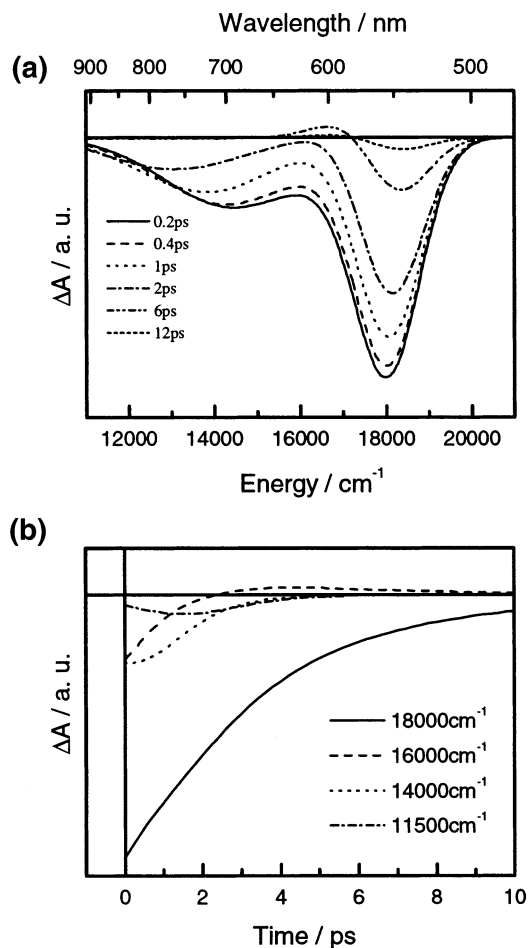 Wavelength / nm
(a)
900 800 700 600 500
ΔA / a. u.
0.2ps
0.4ps
1ps
2ps
6ps
12ps
12000 14000 16000 18000 20000
Energy / cm⁻¹
(b)
ΔA / a. u.
18000cm⁻¹
16000cm⁻¹
14000cm⁻¹
11500cm⁻¹
0 2 4 6 8 10
Time / ps